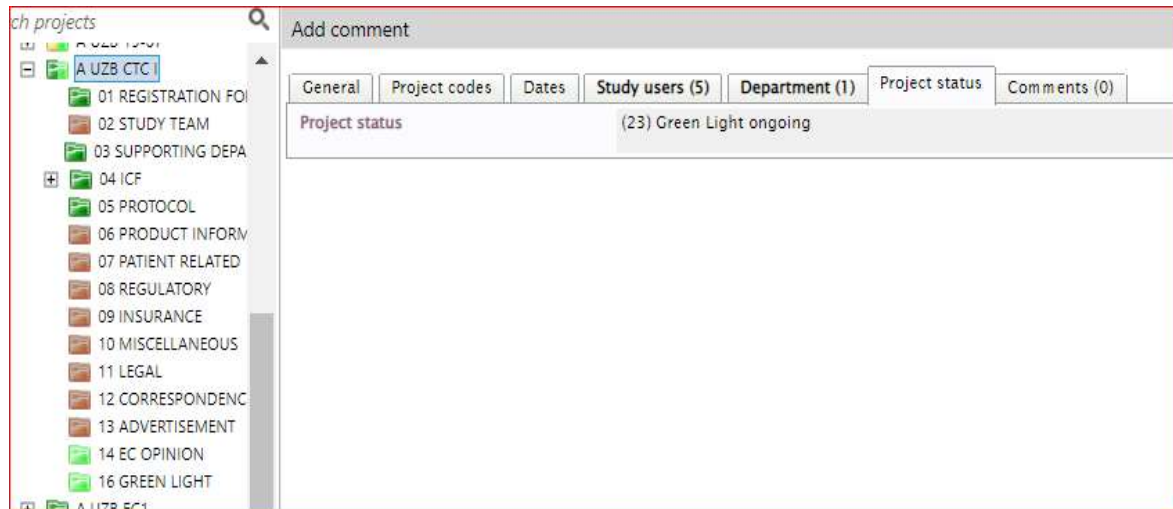 ch projects
A UZB CTC I
01 REGISTRATION FO
02 STUDY TEAM
03 SUPPORTING DEPA
04 ICF
05 PROTOCOL
06 PRODUCT INFORM
07 PATIENT RELATED
08 REGULATORY
09 INSURANCE
10 MISCELLANEOUS
11 LEGAL
12 CORRESPONDENC
13 ADVERTISEMENT
14 EC OPINION
16 GREEN LIGHT
A UZB EC1
Add comment
General Project codes Dates Study users (5) Department (1) Project status Comments (0)
Project status (23) Green Light ongoing